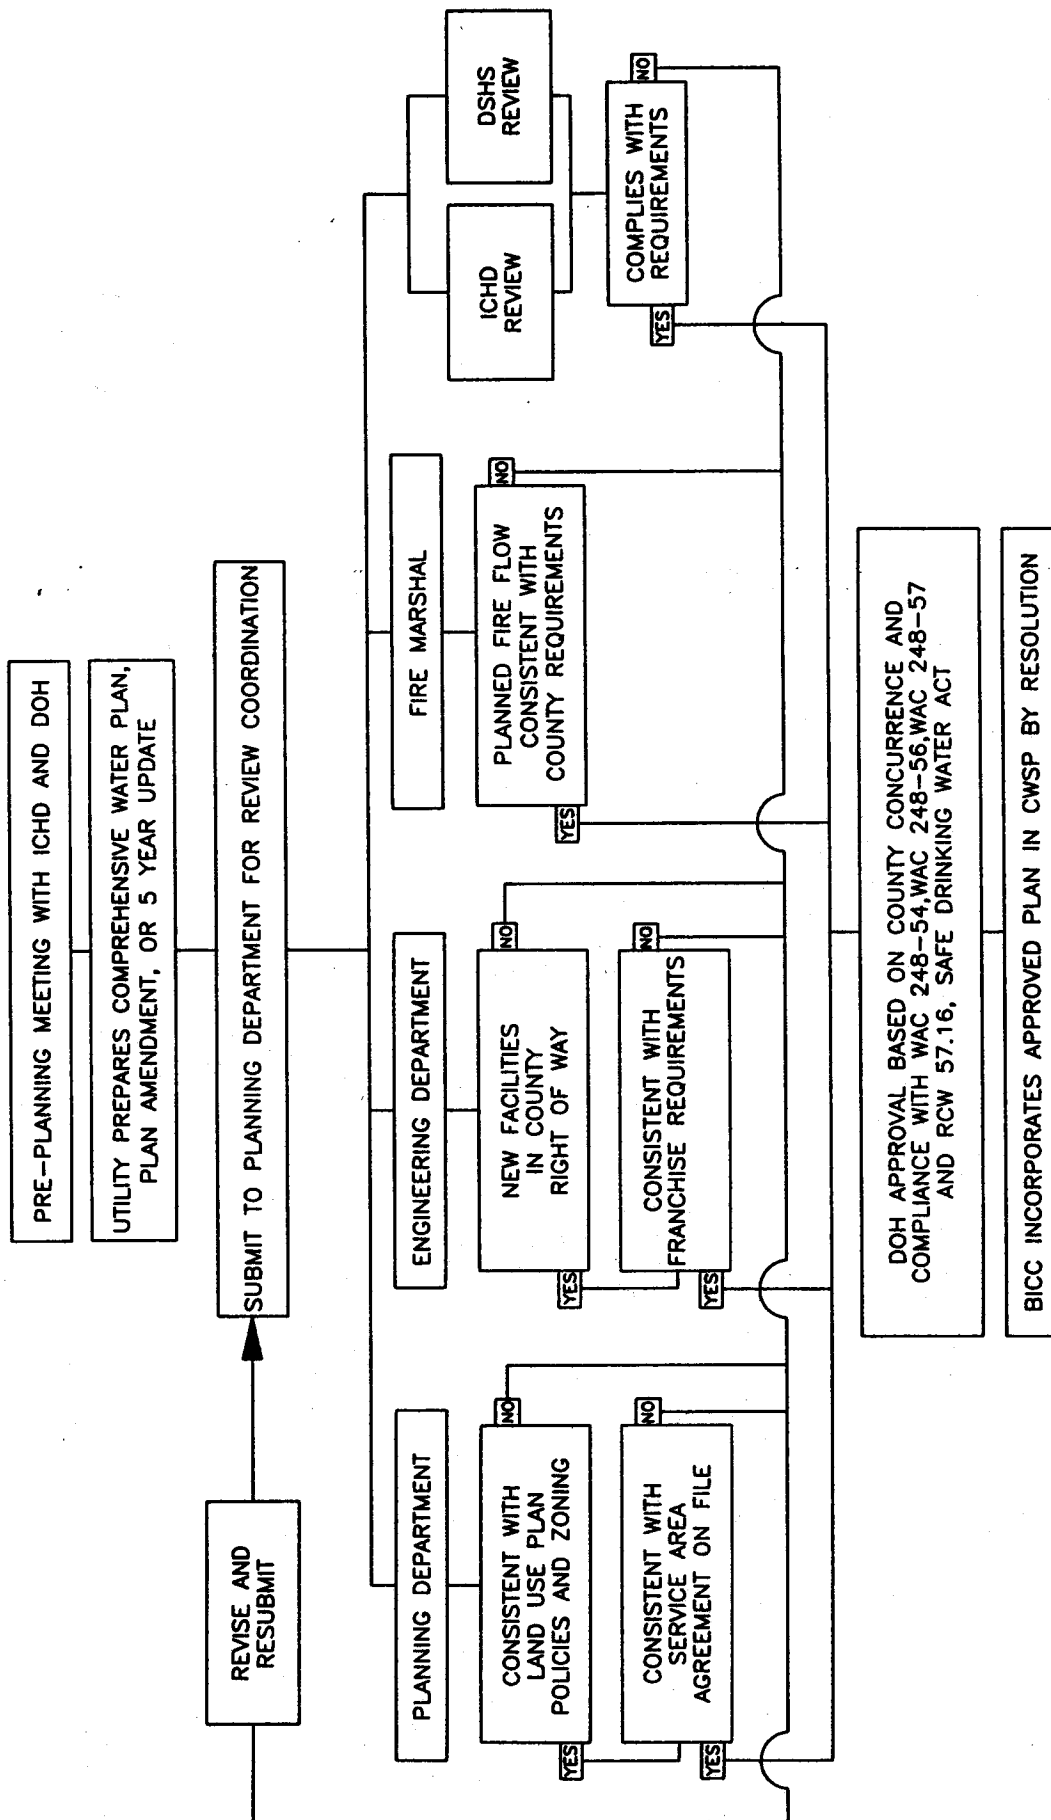 PRE-PLANNING MEETING WITH ICHD AND DOH
UTILITY PREPARES COMPREHENSIVE WATER PLAN,
PLAN AMENDMENT, OR 5 YEAR UPDATE
REVISE AND
RESUBMIT
SUBMIT TO PLANNING DEPARTMENT FOR REVIEW COORDINATION
PLANNING DEPARTMENT
CONSISTENT WITH
LAND USE PLAN
POLICIES AND ZONING
YES
NO
CONSISTENT WITH
SERVICE AREA
AGREEMENT ON FILE
YES
NO
ENGINEERING DEPARTMENT
NEW FACILITIES
IN COUNTY
RIGHT OF WAY
YES
NO
CONSISTENT WITH
FRANCHISE REQUIREMENTS
YES
NO
FIRE MARSHAL
PLANNED FIRE FLOW
CONSISTENT WITH
COUNTY REQUIREMENTS
YES
NO
ICHD
REVIEW
DSHS
REVIEW
COMPLIES WITH
REQUIREMENTS
YES
NO
DOH APPROVAL BASED ON COUNTY CONCURRENCE AND
COMPLIANCE WITH WAC 248-54,WAC 248-56,WAC 248-57
AND RCW 57.16, SAFE DRINKING WATER ACT
BICC INCORPORATES APPROVED PLAN IN CWSP BY RESOLUTION